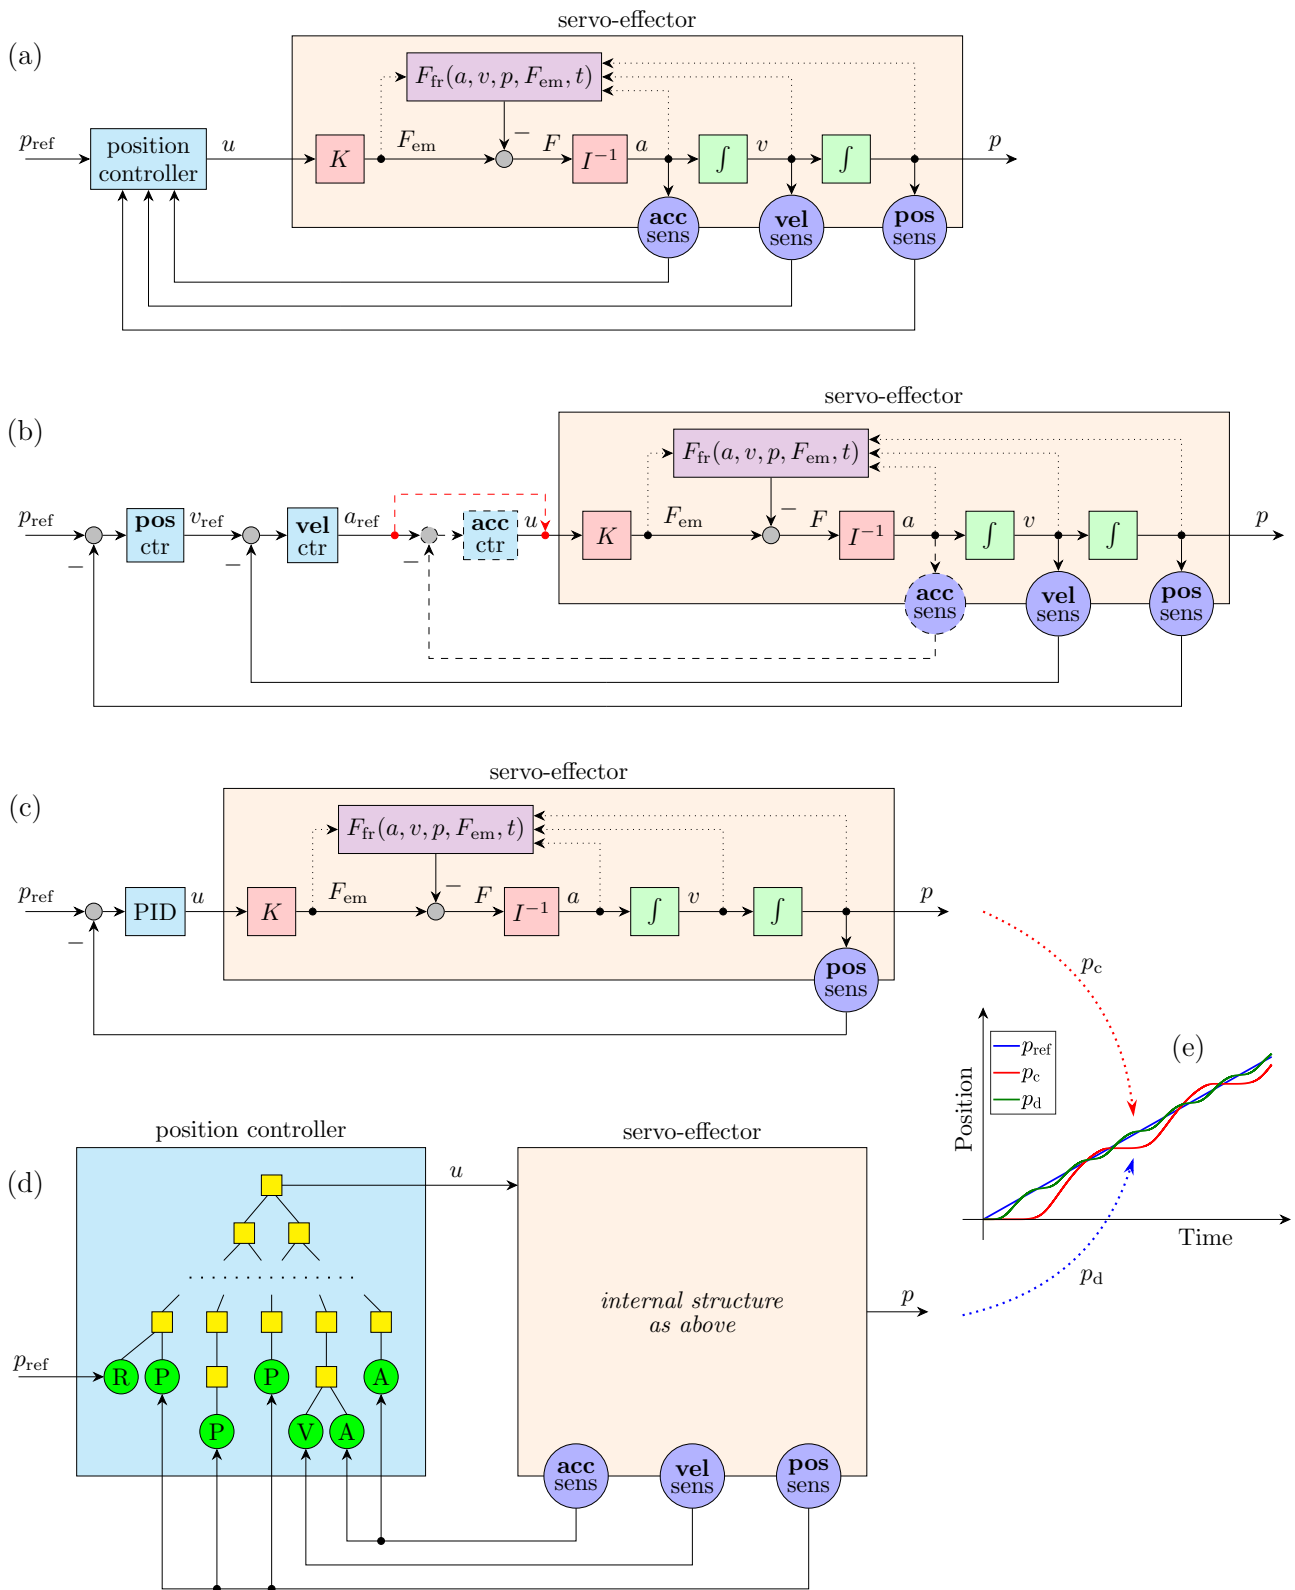 servo-effector
(a)
F_fr(a, v, p, F_em, t)
p_ref
position
controller
u
K
F_em
−
F
I⁻¹
a
∫
v
∫
p
acc
sens
vel
sens
pos
sens
servo-effector
(b)
F_fr(a, v, p, F_em, t)
p_ref
−
pos
ctr
v_ref
−
vel
ctr
a_ref
−
acc
ctr
u
K
F_em
−
F
I⁻¹
a
∫
v
∫
p
acc
sens
vel
sens
pos
sens
servo-effector
(c)
F_fr(a, v, p, F_em, t)
p_ref
−
PID
u
K
F_em
−
F
I⁻¹
a
∫
v
∫
p
pos
sens
p_c
(e)
Position
p_ref
p_c
p_d
Time
p_d
position controller
servo-effector
(d)
u
internal structure
as above
p
p_ref
R
P
P
A
P
V
A
acc
sens
vel
sens
pos
sens